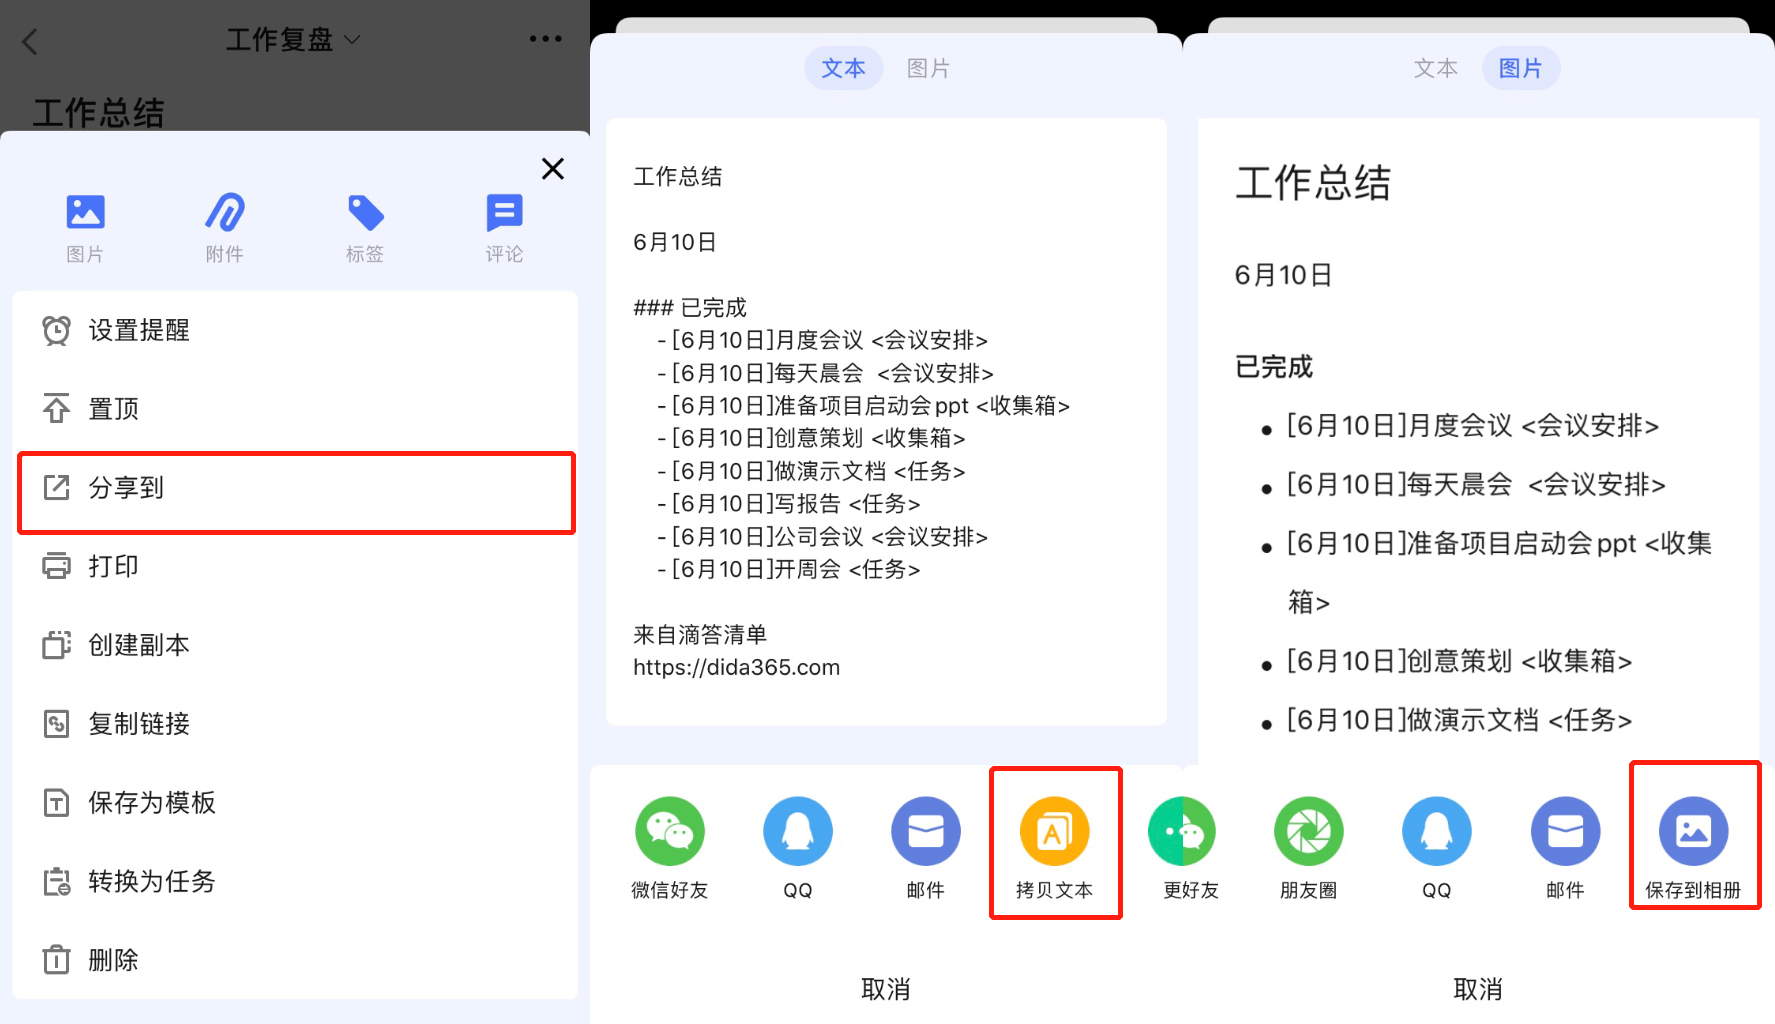 工作复盘
工作总结
图片
附件
标签
评论
设置提醒
置顶
分享到
打印
创建副本
复制链接
保存为模板
转换为任务
删除
文本
图片
工作总结
6月10日
### 已完成
- [6月10日]月度会议 <会议安排>
- [6月10日]每天晨会 <会议安排>
- [6月10日]准备项目启动会ppt <收集箱>
- [6月10日]创意策划 <收集箱>
- [6月10日]做演示文档 <任务>
- [6月10日]写报告 <任务>
- [6月10日]公司会议 <会议安排>
- [6月10日]开周会 <任务>
来自滴答清单
https://dida365.com
微信好友
QQ
邮件
A
拷贝文本
取消
文本
图片
工作总结
6月10日
已完成
• [6月10日]月度会议 <会议安排>
• [6月10日]每天晨会 <会议安排>
• [6月10日]准备项目启动会ppt <收集
箱>
• [6月10日]创意策划 <收集箱>
• [6月10日]做演示文档 <任务>
更好友
朋友圈
QQ
邮件
保存到相册
取消